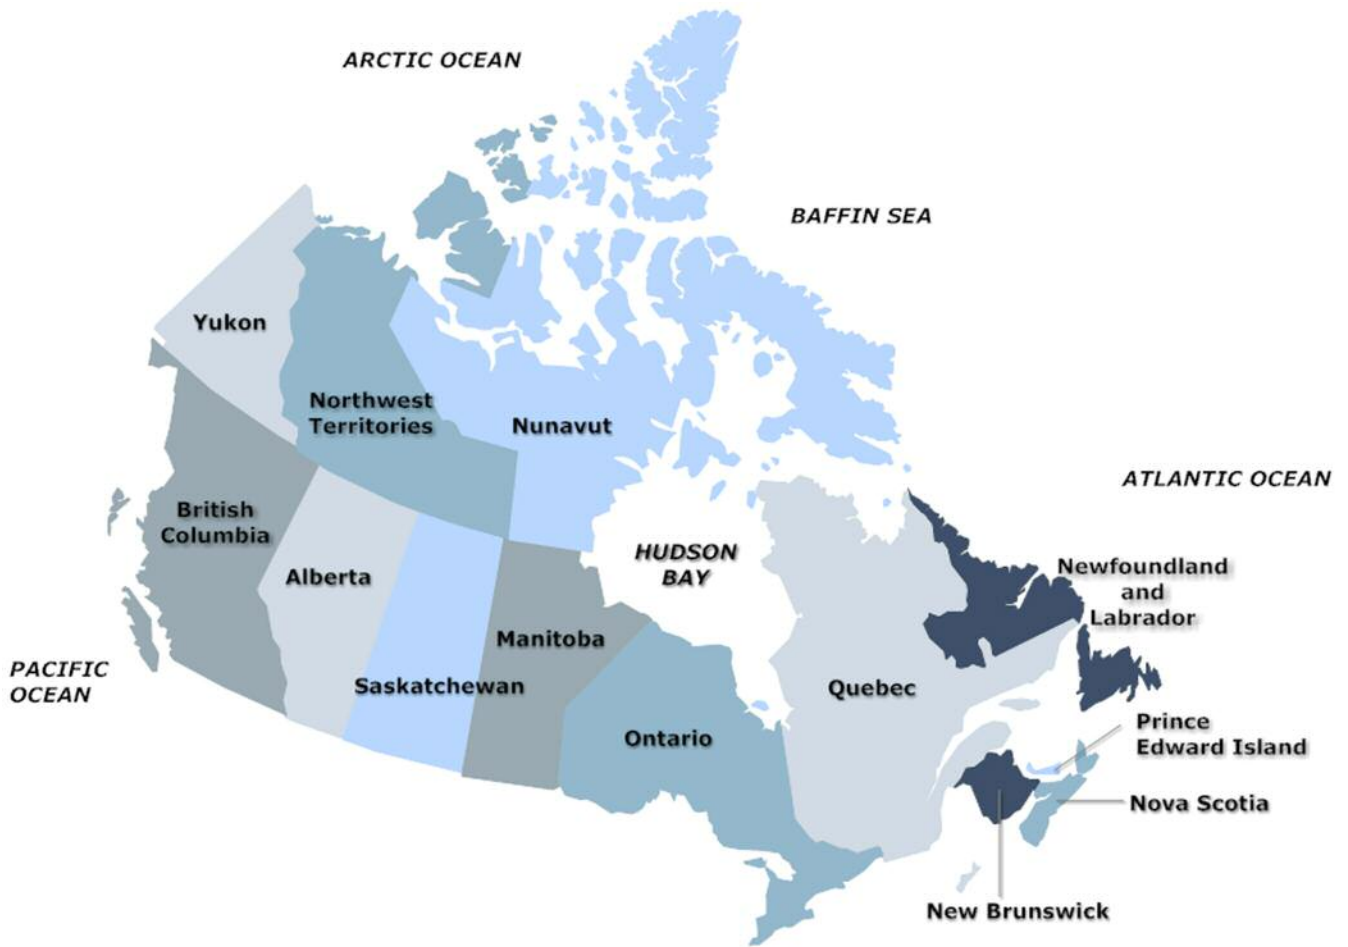 ARCTIC OCEAN
BAFFIN SEA
Yukon
Northwest
Territories
Nunavut
ATLANTIC OCEAN
British
Columbia
HUDSON
BAY
Alberta
Newfoundland
and
Labrador
Manitoba
PACIFIC
OCEAN
Saskatchewan
Quebec
Ontario
Prince
Edward Island
Nova Scotia
New Brunswick